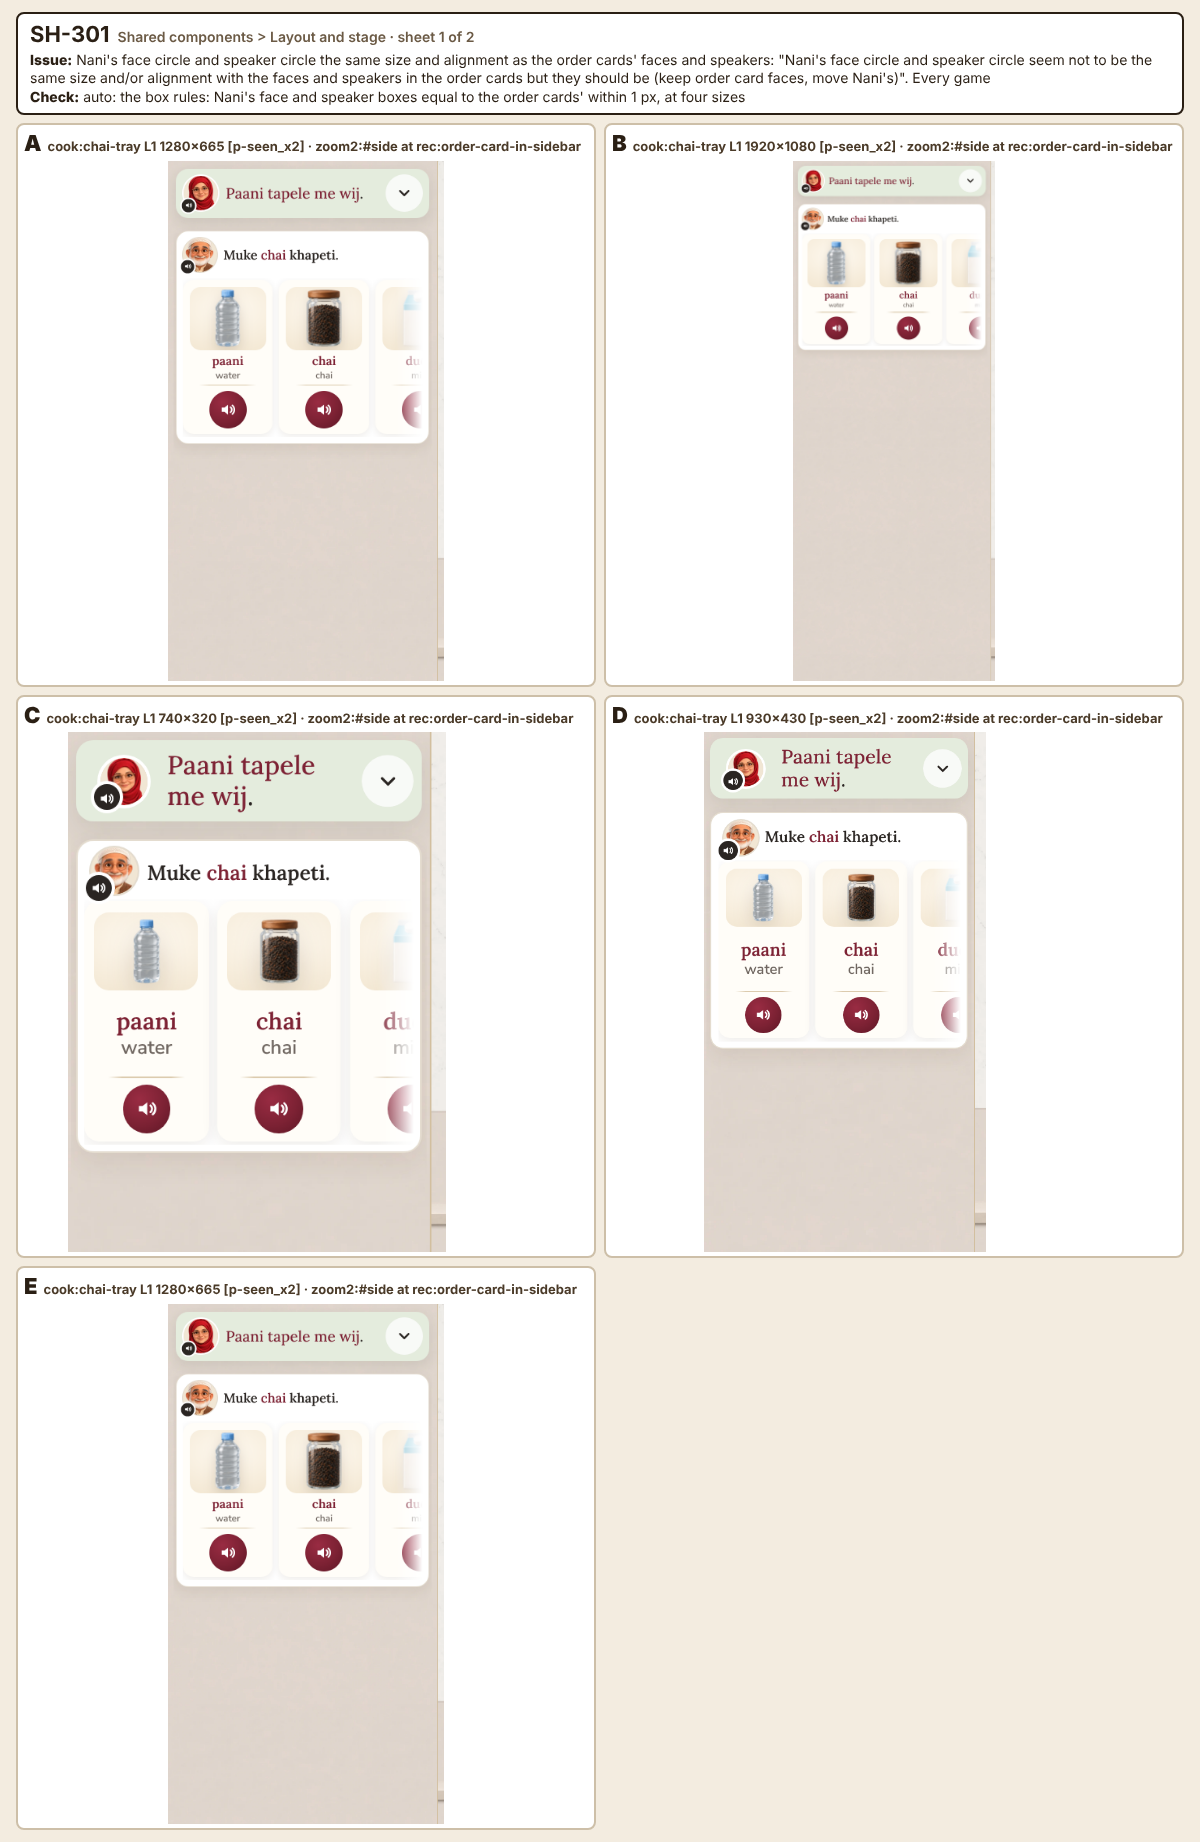 SH-301 Shared components > Layout and stage · sheet 1 of 2
Issue: Nani's face circle and speaker circle the same size and alignment as the order cards' faces and speakers: "Nani's face circle and speaker circle seem not to be the
same size and/or alignment with the faces and speakers in the order cards but they should be (keep order card faces, move Nani's)". Every game
Check: auto: the box rules: Nani's face and speaker boxes equal to the order cards' within 1 px, at four sizes
A cook:chai-tray L1 1280×665 [p-seen_x2] · zoom2:#side at rec:order-card-in-sidebar
Paani tapele me wij.
Muke chai khapeti.
paani chai du
water chai m
B cook:chai-tray L1 1920×1080 [p-seen_x2] · zoom2:#side at rec:order-card-in-sidebar
Paani tapele me wij.
Muke chai khapeti.
paani chai du
water chai
C cook:chai-tray L1 740×320 [p-seen_x2] · zoom2:#side at rec:order-card-in-sidebar
Paani tapele
me wij.
Muke chai khapeti.
paani chai du
water chai mi
D cook:chai-tray L1 930×430 [p-seen_x2] · zoom2:#side at rec:order-card-in-sidebar
Paani tapele
me wij.
Muke chai khapeti.
paani chai du
water chai mi
E cook:chai-tray L1 1280×665 [p-seen_x2] · zoom2:#side at rec:order-card-in-sidebar
Paani tapele me wij.
Muke chai khapeti.
paani chai du
water chai m